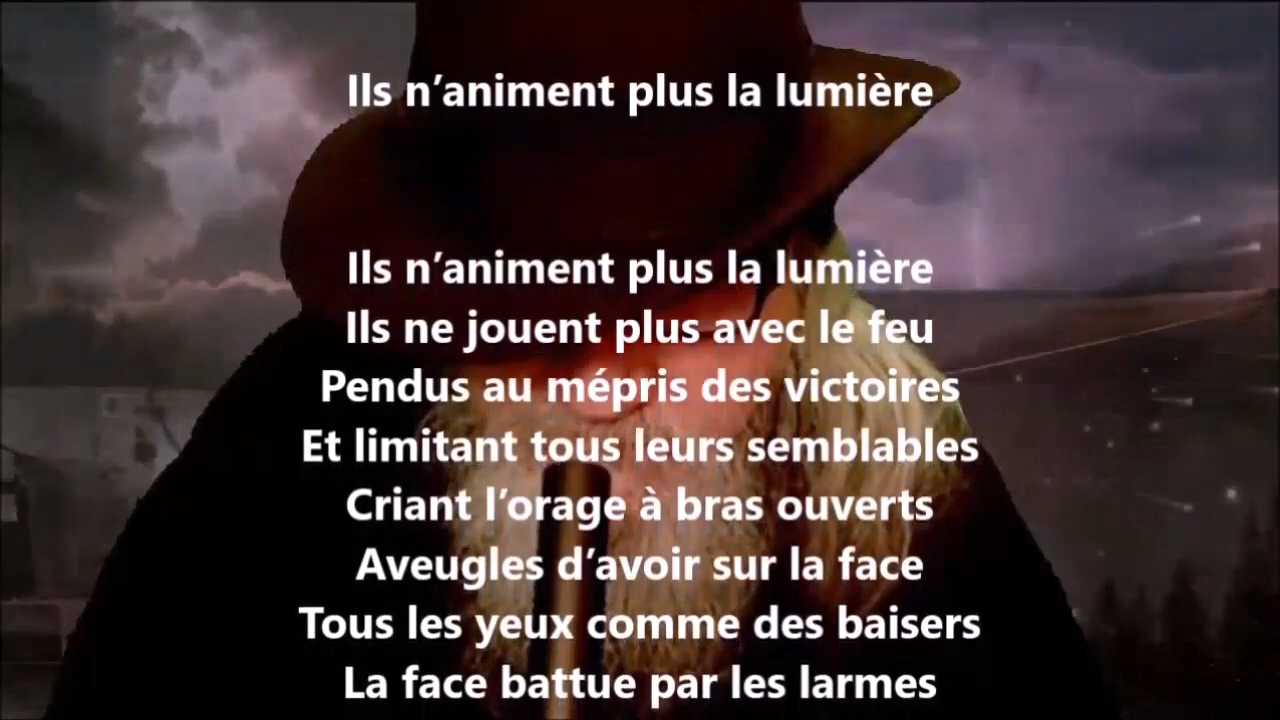 Ils n’animent plus la lumière
Ils n’animent plus la lumière
Ils ne jouent plus avec le feu
Pendus au mépris des victoires
Et limitant tous leurs semblables
Criant l’orage à bras ouverts
Aveugles d’avoir sur la face
Tous les yeux comme des baisers
La face battue par les larmes